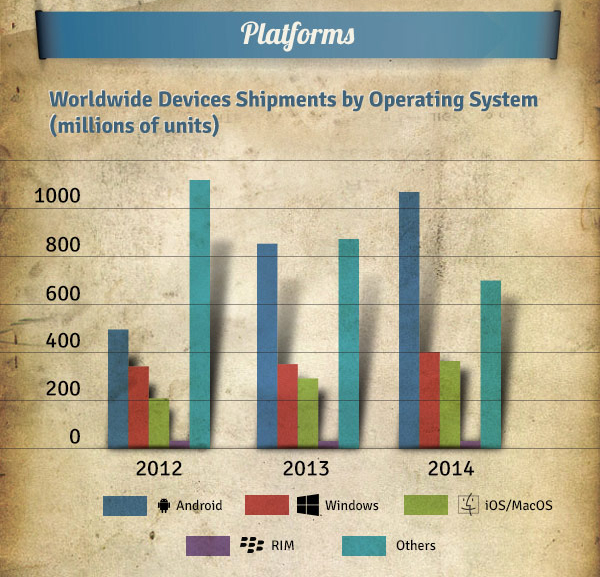 Platforms
Worldwide Devices Shipments by Operating System
(millions of units)
1000
800
600
400
200
0
2012 2013 2014
Android Windows iOS/MacOS
RIM Others